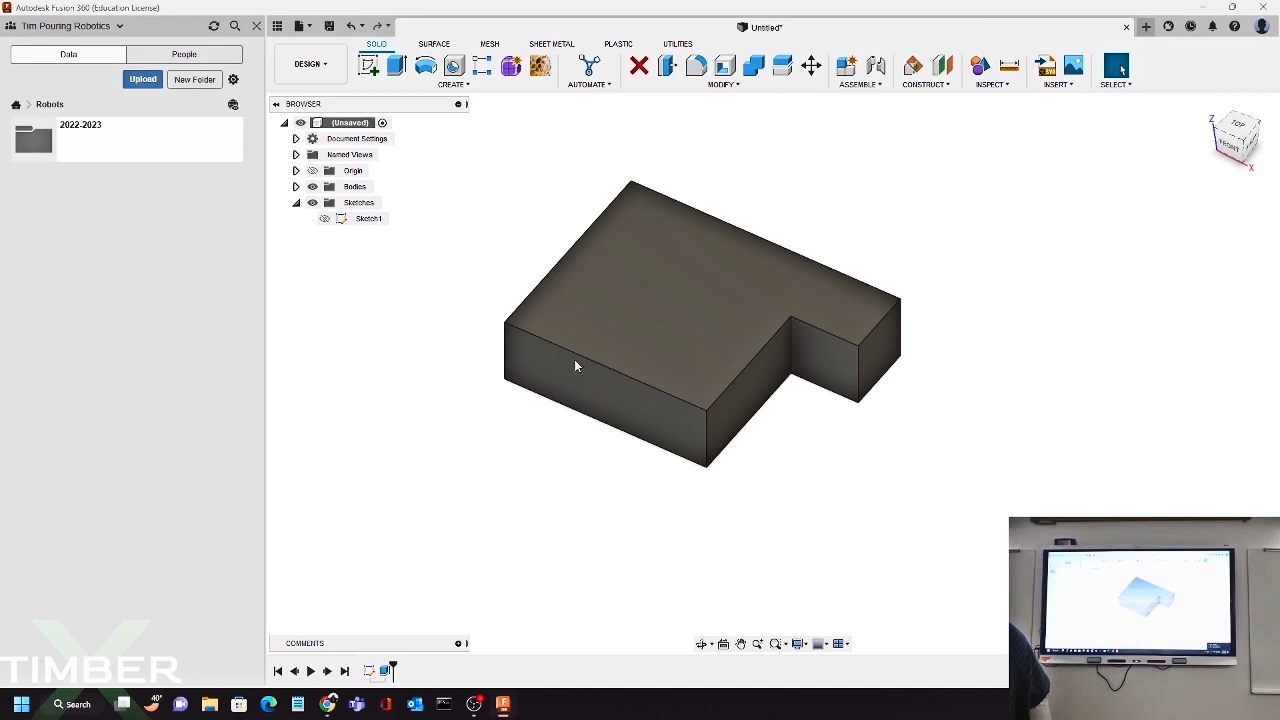 Autodesk Fusion 360 (Education License)
Tim Pouring Robotics
Untitled*
Data
People
Upload
New Folder
Robots
2022-2023
SOLID
SURFACE
MESH
SHEET METAL
PLASTIC
UTILITIES
DESIGN
CREATE
AUTOMATE
MODIFY
ASSEMBLE
CONSTRUCT
INSPECT
INSERT
SELECT
BROWSER
(Unsaved)
Document Settings
Named Views
Origin
Bodies
Sketches
Sketch1
TOP
FRONT
Z
X
COMMENTS
TIMBER
Search
40°